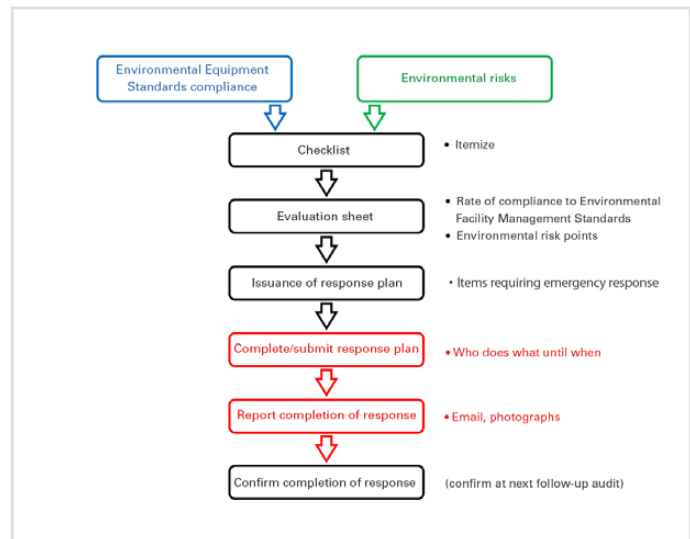 Environmental Equipment
Standards compliance
Environmental risks
Checklist
• Itemize
Evaluation sheet
• Rate of compliance to Environmental
Facility Management Standards
• Environmental risk points
Issuance of response plan
• Items requiring emergency response
Complete/submit response plan
• Who does what until when
Report completion of response
• Email, photographs
Confirm completion of response
(confirm at next follow-up audit)